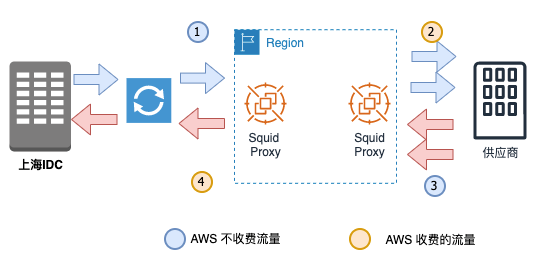 1
2
Region
Squid
Proxy
Squid
Proxy
上海IDC
供应商
4
3
AWS 不收费流量
AWS 收费的流量